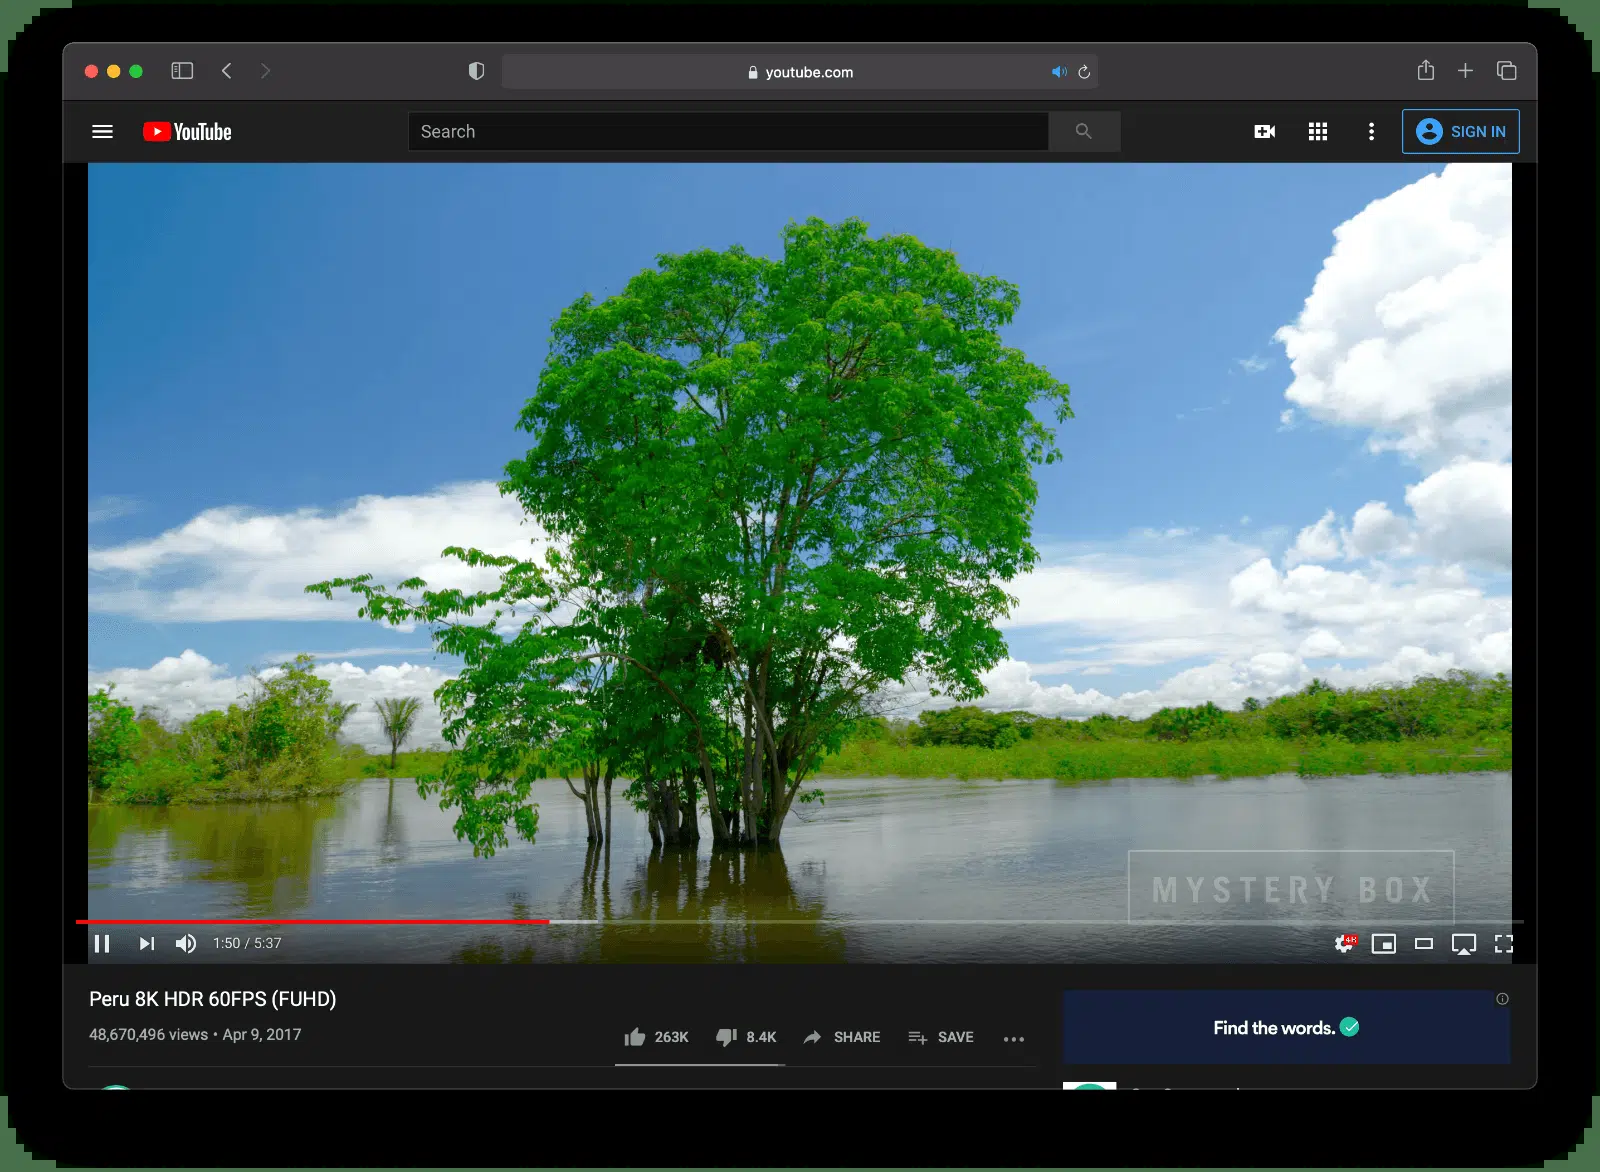 youtube.com
YouTube
Search
SIGN IN
MYSTERY BOX
1:50 / 5:37
4K
Peru 8K HDR 60FPS (FUHD)
48,670,496 views • Apr 9, 2017
263K
8.4K
SHARE
SAVE
Find the words.